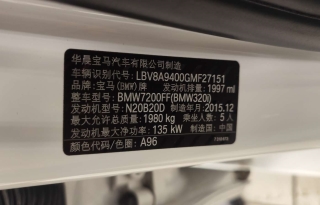 华晨宝马汽车有限公司制造
车辆识别代号: LBV8A9400GMF27151
品牌: 宝马(BMW)牌 发动机排量: 1997 ml
整车型号: BMW7200FF(BMW320i)
发动机型号: N20B20D 制造年月: 2015.12
最大允许总质量: 1980 kg 乘坐人数: 5 人
发动机最大净功率: 135 kW 制造国: 中国
颜色代码/色圈: A96